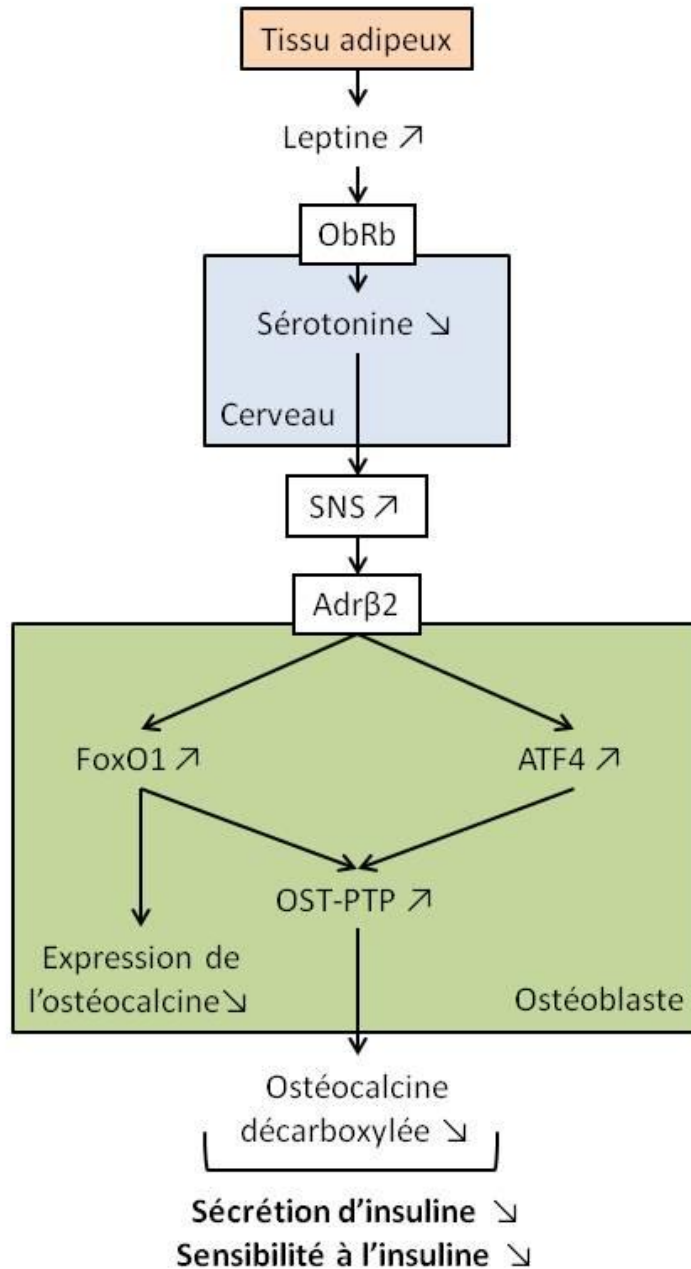 Tissu adipeux
Leptine ↗
ObRb
Sérotonine ↘
Cerveau
SNS ↗
Adrβ2
FoxO1 ↗
ATF4 ↗
OST-PTP ↗
Expression de
l'ostéocalcine↘
Ostéoblaste
Ostéocalcine
décarboxylée ↘
Sécrétion d'insuline ↘
Sensibilité à l'insuline ↘